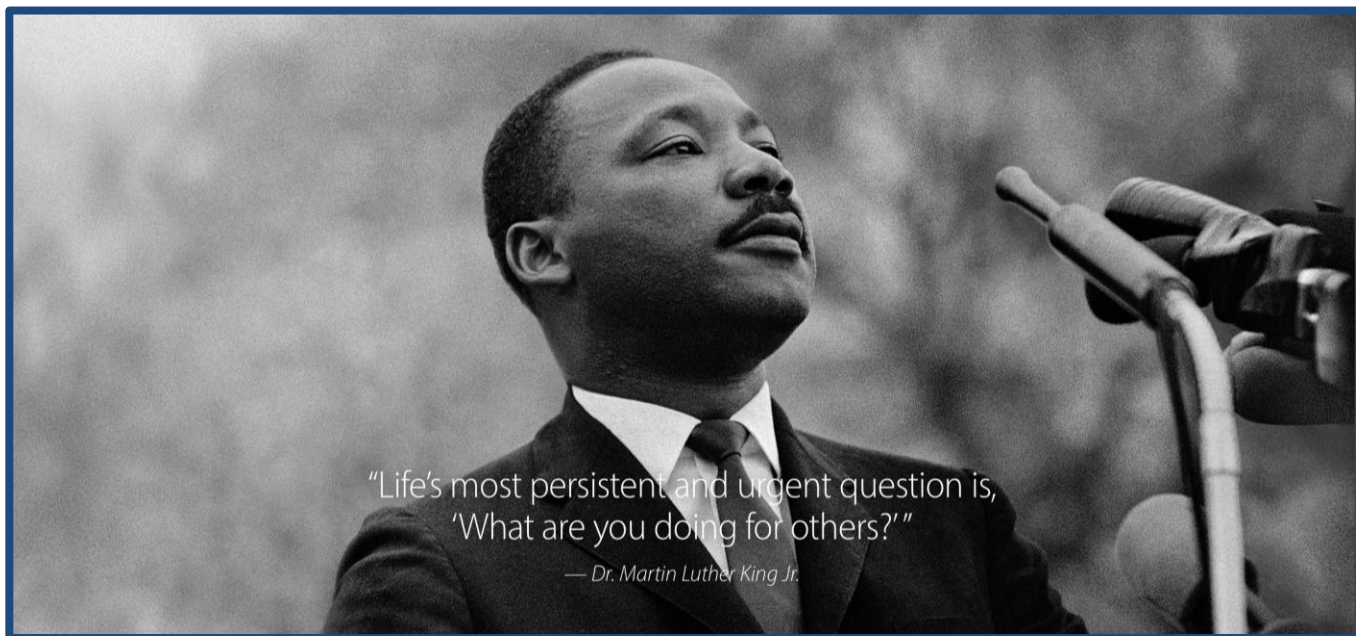 “Life’s most persistent and urgent question is,
‘What are you doing for others?’ ”
— Dr. Martin Luther King Jr.